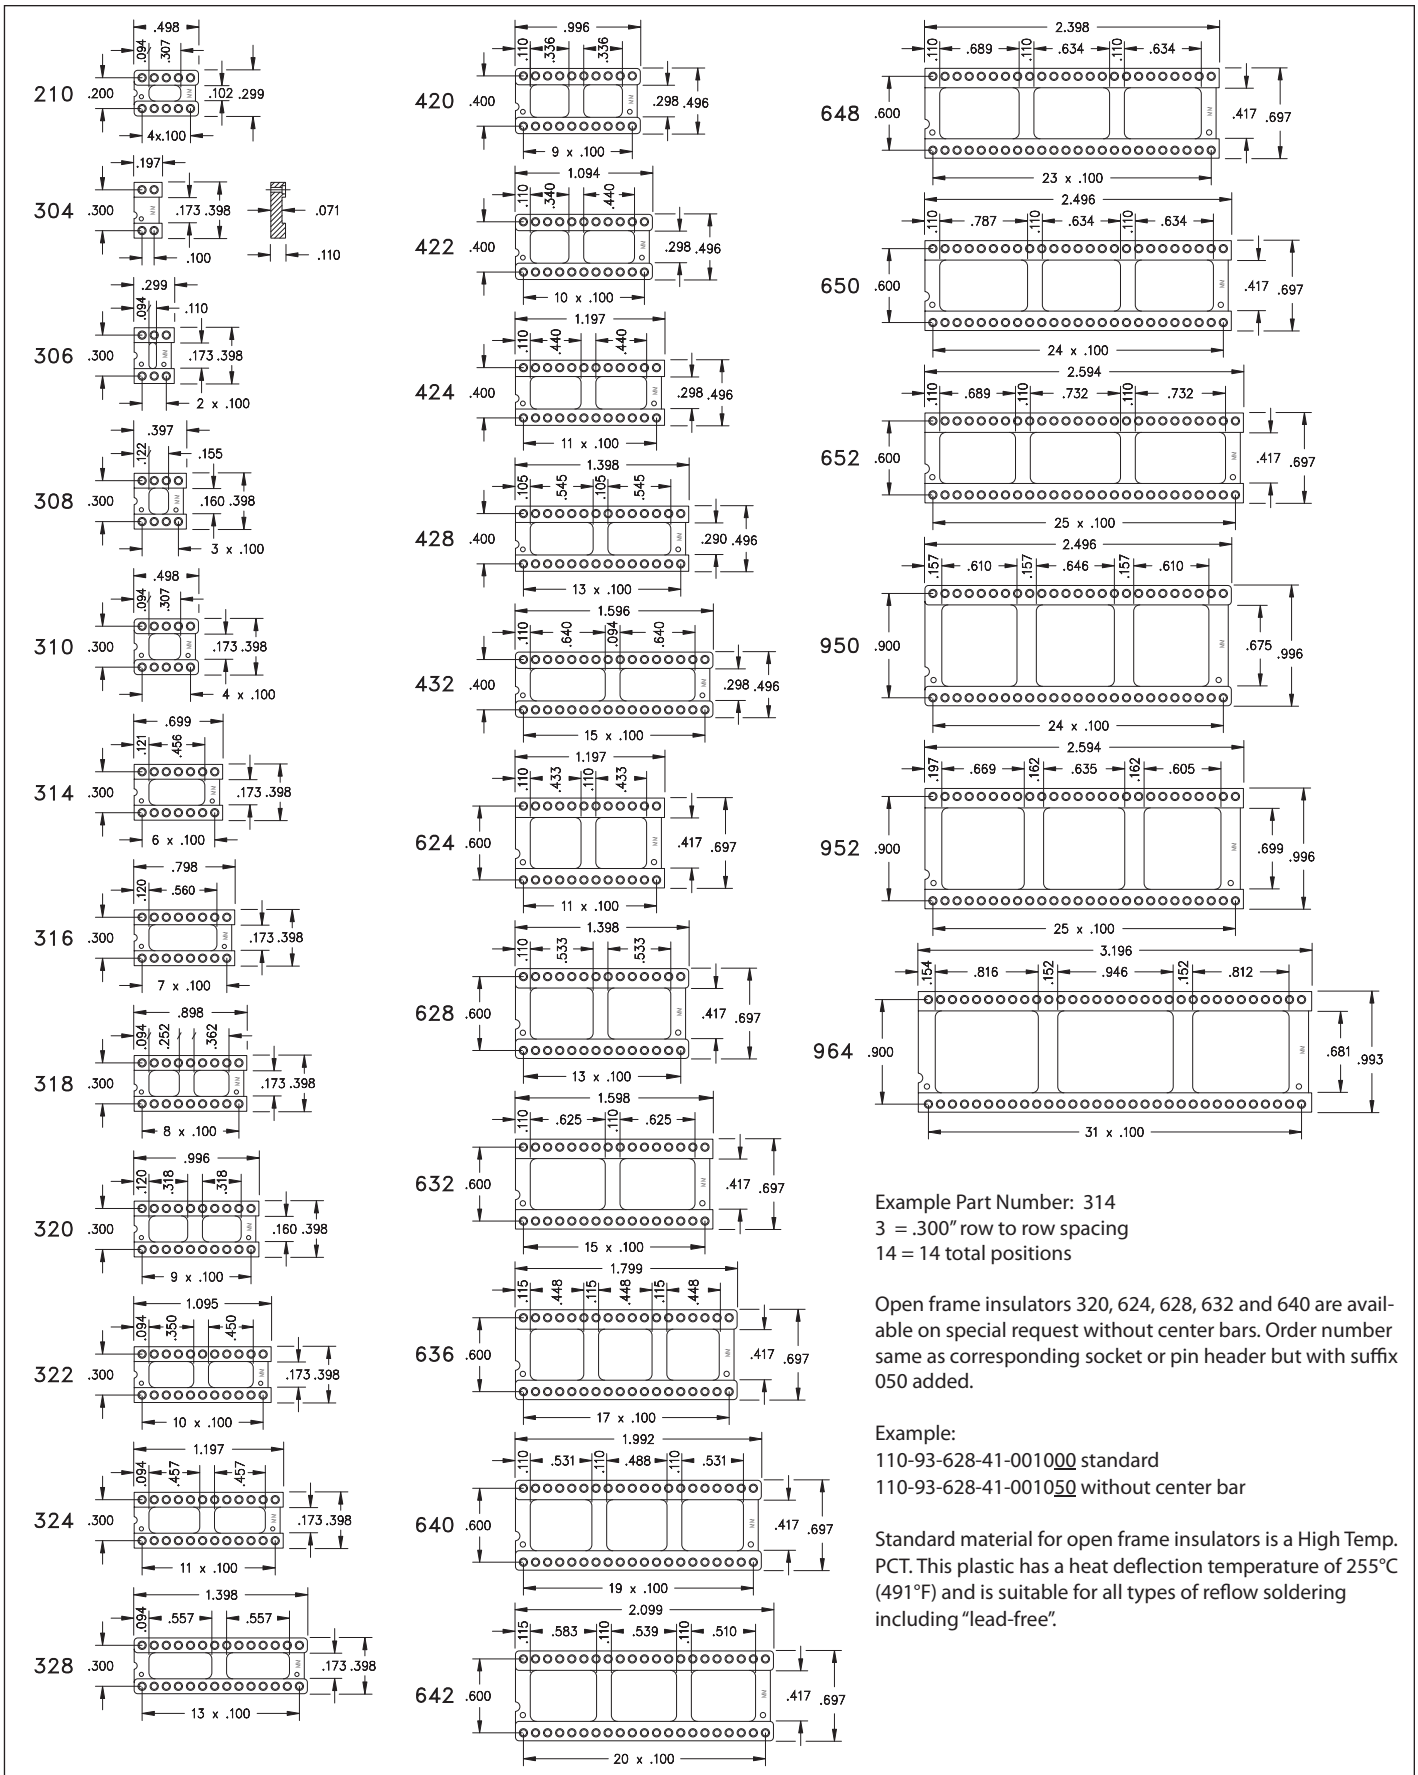 .498
.094 .307
210 .200 .102 .299
4x.100
.197
304 .300 .173 .398 .071
.100 .110
.299
.094 .110
306 .300 .173 .398
2 x .100
.397
.122 .155
308 .300 .160 .398
3 x .100
.498
.094 .307
310 .300 .173 .398
4 x .100
.699
.121 .456
314 .300 .173 .398
6 x .100
.798
.120 .560
316 .300 .173 .398
7 x .100
.898
.094 .252 .362
318 .300 .173 .398
8 x .100
.996
.120 .318 .318
320 .300 .160 .398
9 x .100
1.095
.094 .350 .450
322 .300 .173 .398
10 x .100
1.197
.094 .457 .457
324 .300 .173 .398
11 x .100
1.398
.094 .557 .557
328 .300 .173 .398
13 x .100
.996
.110 .336 .336
420 .400 .298 .496
9 x .100
1.094
.110 .340 .440
422 .400 .298 .496
10 x .100
1.197
.110 .440 .440
424 .400 .298 .496
11 x .100
1.398
.105 .545 .105 .545
428 .400 .290 .496
13 x .100
1.596
.110 .640 .094 .640
432 .400 .298 .496
15 x .100
1.197
.110 .433 .110 .433
624 .600 .417 .697
11 x .100
1.398
.110 .533 .533
628 .600 .417 .697
13 x .100
1.598
.110 .625 .110 .625
632 .600 .417 .697
15 x .100
1.799
.115 .448 .115 .448 .115 .448
636 .600 .417 .697
17 x .100
1.992
.110 .531 .110 .488 .110 .531
640 .600 .417 .697
19 x .100
2.099
.115 .583 .110 .539 .110 .510
642 .600 .417 .697
20 x .100
2.398
.110 .689 .110 .634 .110 .634
648 .600 .417 .697
23 x .100
2.496
.110 .787 .110 .634 .110 .634
650 .600 .417 .697
24 x .100
2.594
.110 .689 .110 .732 .110 .732
652 .600 .417 .697
25 x .100
2.496
.157 .610 .157 .646 .157 .610
950 .900 .675 .996
24 x .100
2.594
.197 .669 .162 .635 .162 .605
952 .900 .699 .996
25 x .100
3.196
.154 .816 .152 .946 .152 .812
964 .900 .681 .993
31 x .100
Example Part Number: 314
3 = .300” row to row spacing
14 = 14 total positions
Open frame insulators 320, 624, 628, 632 and 640 are avail-
able on special request without center bars. Order number
same as corresponding socket or pin header but with suffix
050 added.
Example:
110-93-628-41-001000 standard
110-93-628-41-001050 without center bar
Standard material for open frame insulators is a High Temp.
PCT. This plastic has a heat deflection temperature of 255°C
(491°F) and is suitable for all types of reflow soldering
including “lead-free”.